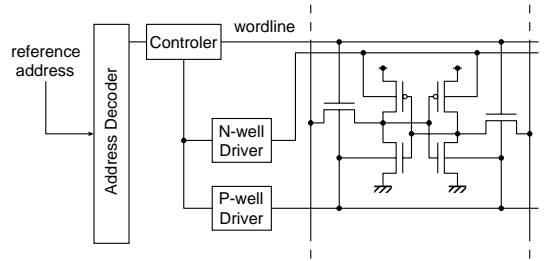 reference
address
Address Decoder
Controler
wordline
N-well
Driver
P-well
Driver